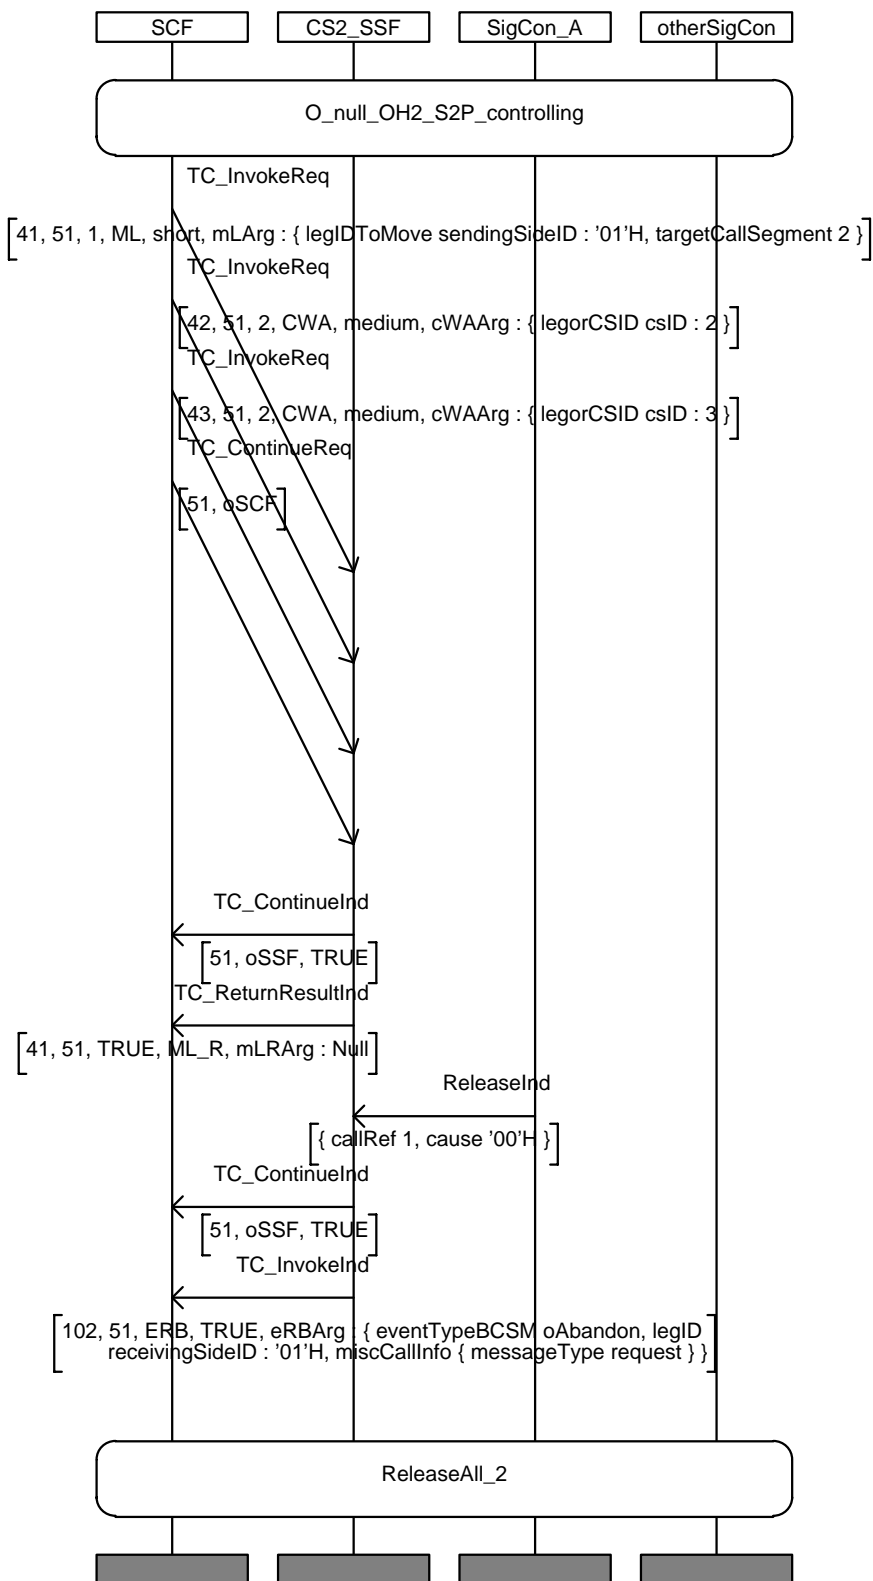 SCF CS2_SSF SigCon_A otherSigCon
O_null_OH2_S2P_controlling
TC_InvokeReq
41, 51, 1, ML, short, mLArg : { legIDToMove sendingSideID : '01'H, targetCallSegment 2 }
TC_InvokeReq
42, 51, 2, CWA, medium, cWAArg : { legorCSID csID : 2 }
TC_InvokeReq
43, 51, 2, CWA, medium, cWAArg : { legorCSID csID : 3 }
TC_ContinueReq
51, oSCF
TC_ContinueInd
51, oSSF, TRUE
TC_ReturnResultInd
41, 51, TRUE, ML_R, mLRArg : Null
ReleaseInd
{ callRef 1, cause '00'H }
TC_ContinueInd
51, oSSF, TRUE
TC_InvokeInd
102, 51, ERB, TRUE, eRBArg : { eventTypeBCSM oAbandon, legID
receivingSideID : '01'H, miscCallInfo { messageType request } }
ReleaseAll_2